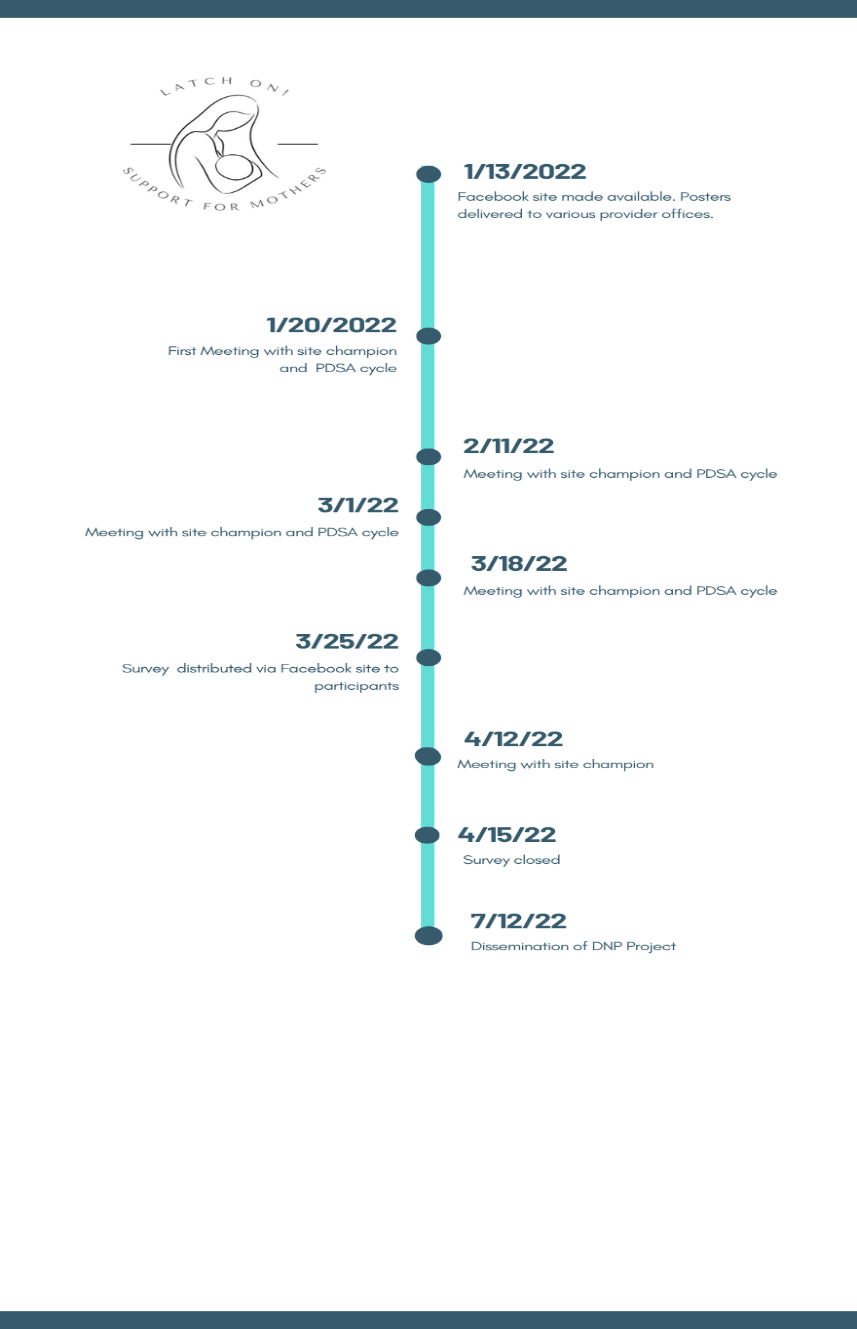 LATCH ON!
SUPPORT FOR MOTHERS
1/13/2022
Facebook site made available. Posters
delivered to various provider offices.
1/20/2022
First Meeting with site champion
and PDSA cycle
2/11/22
Meeting with site champion and PDSA cycle
3/1/22
Meeting with site champion and PDSA cycle
3/18/22
Meeting with site champion and PDSA cycle
3/25/22
Survey distributed via Facebook site to
participants
4/12/22
Meeting with site champion
4/15/22
Survey closed
7/12/22
Dissemination of DNP Project